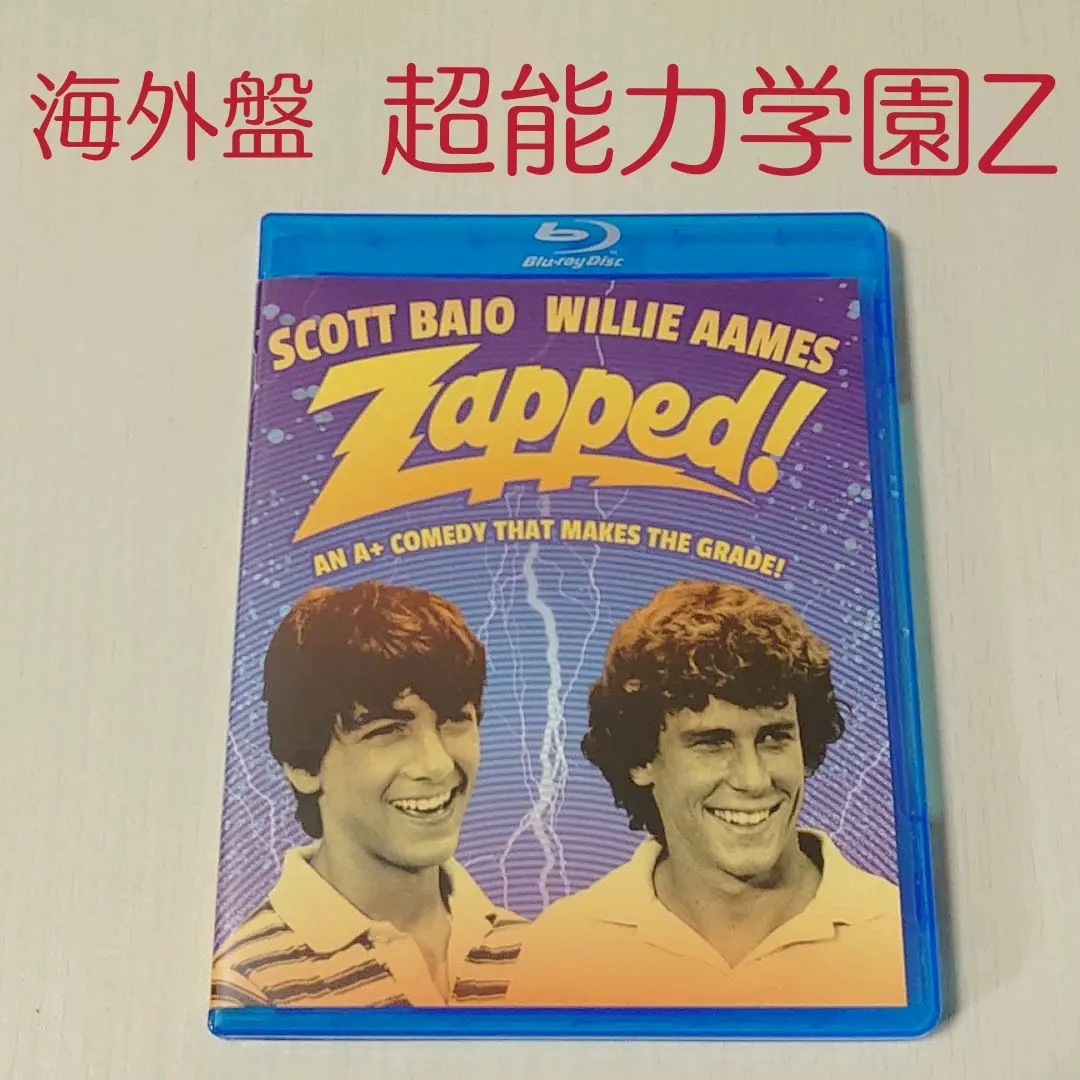 海外盤 超能力学園Z
Blu-ray Disc
SCOTT BAIO WILLIE AAMES
Zapped!
AN A+ COMEDY THAT MAKES THE GRADE!